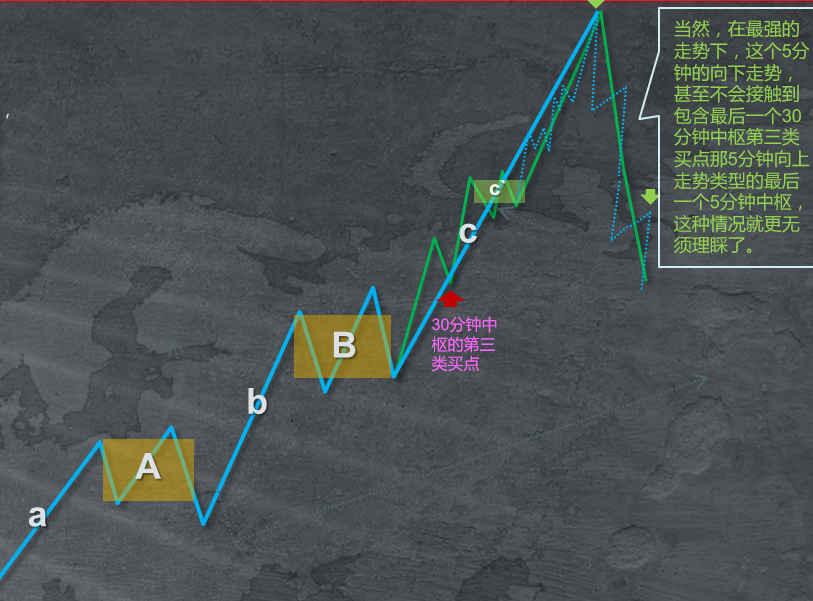 当然，在最强的
走势下，这个5分
钟的向下走势，
甚至不会接触到
包含最后一个30
分钟中枢第三类
买点那5分钟向上
走势类型的最后
一个5分钟中枢，
这种情况就更无
须理睬了。
c`
c
30分钟中
枢的第三
类买点
B
b
A
a